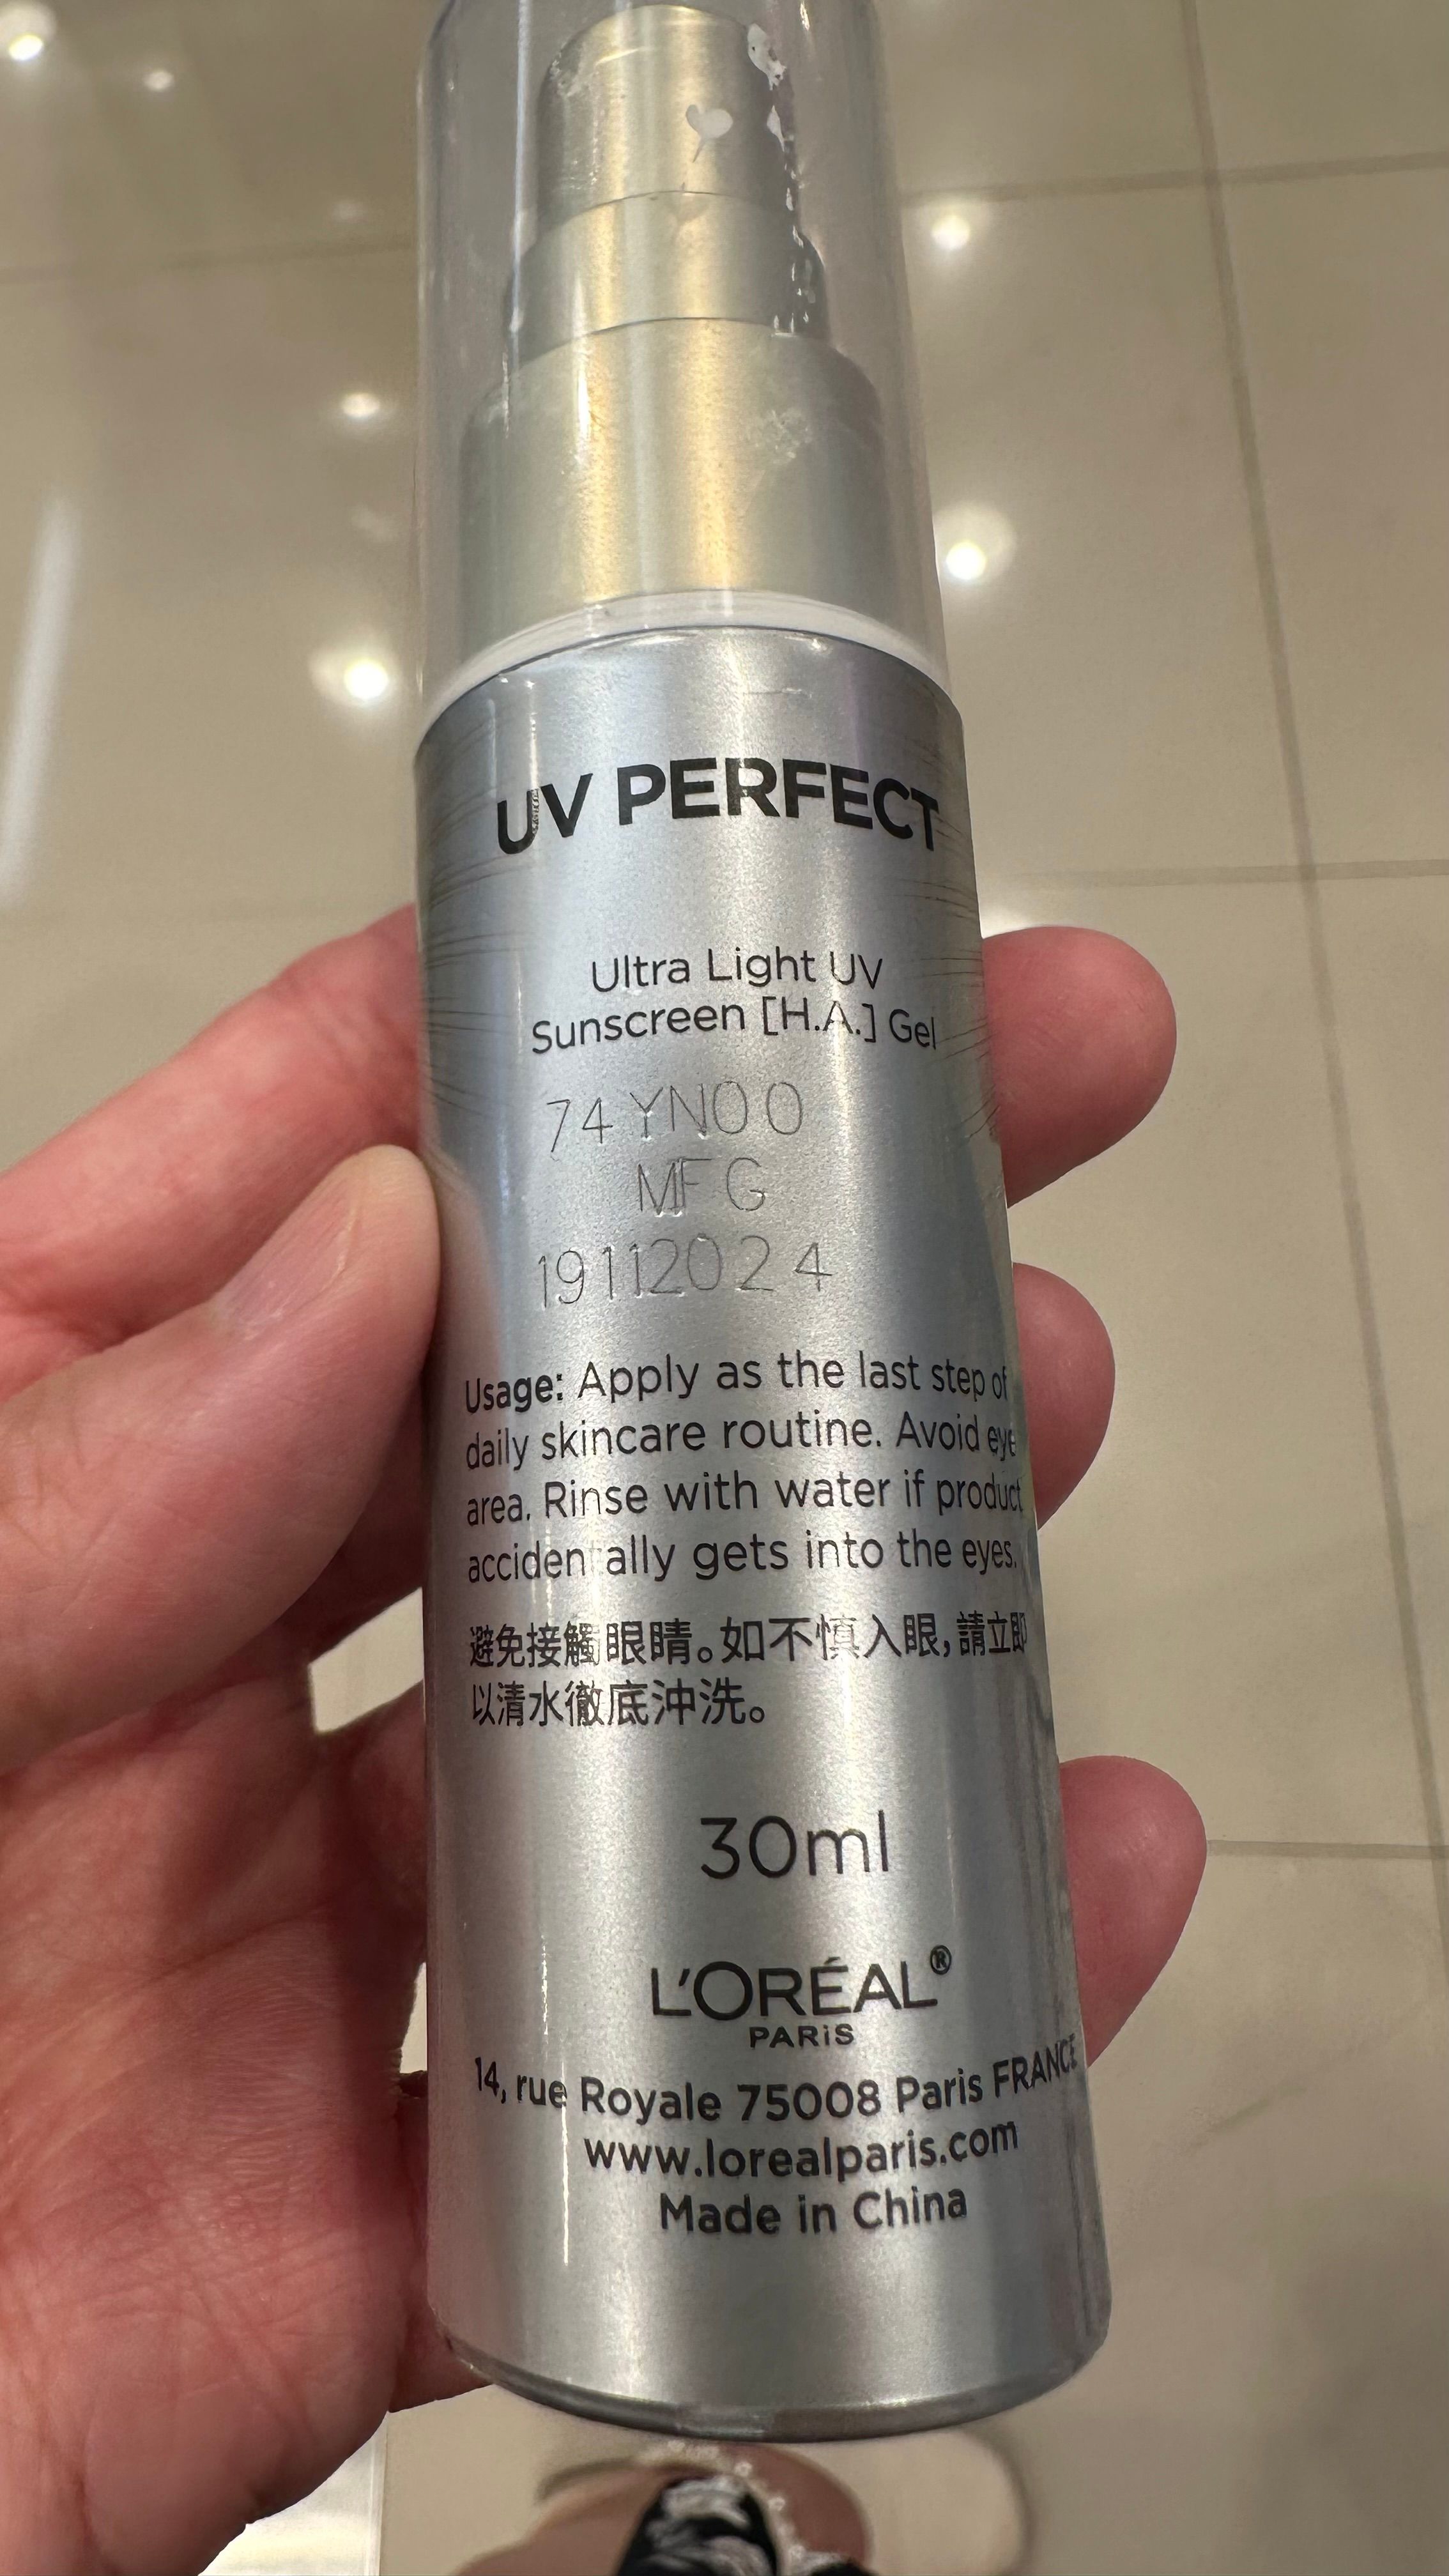 UV PERFECT
Ultra Light UV
Sunscreen [H.A.] Gel
74YN00
MFG
19112024
Usage: Apply as the last step of
daily skincare routine. Avoid eye
area. Rinse with water if product
accidentally gets into the eyes.
避免接觸眼睛。如不慎入眼,請立即
以清水徹底沖洗。
30ml
L'ORÉAL®
PARiS
14, rue Royale 75008 Paris FRANCE
www.lorealparis.com
Made in China